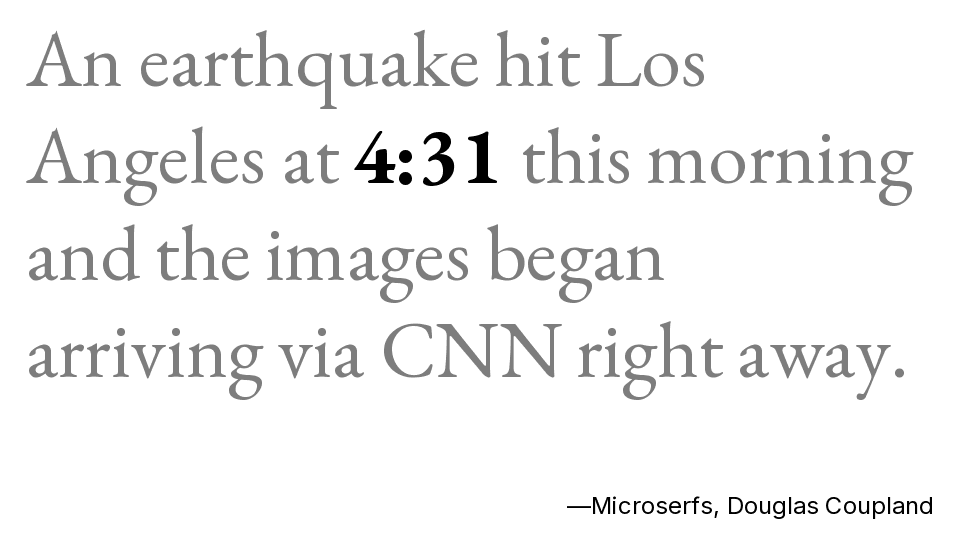 An earthquake hit Los
Angeles at 4:31 this morning
and the images began
arriving via CNN right away.
—Microserfs, Douglas Coupland